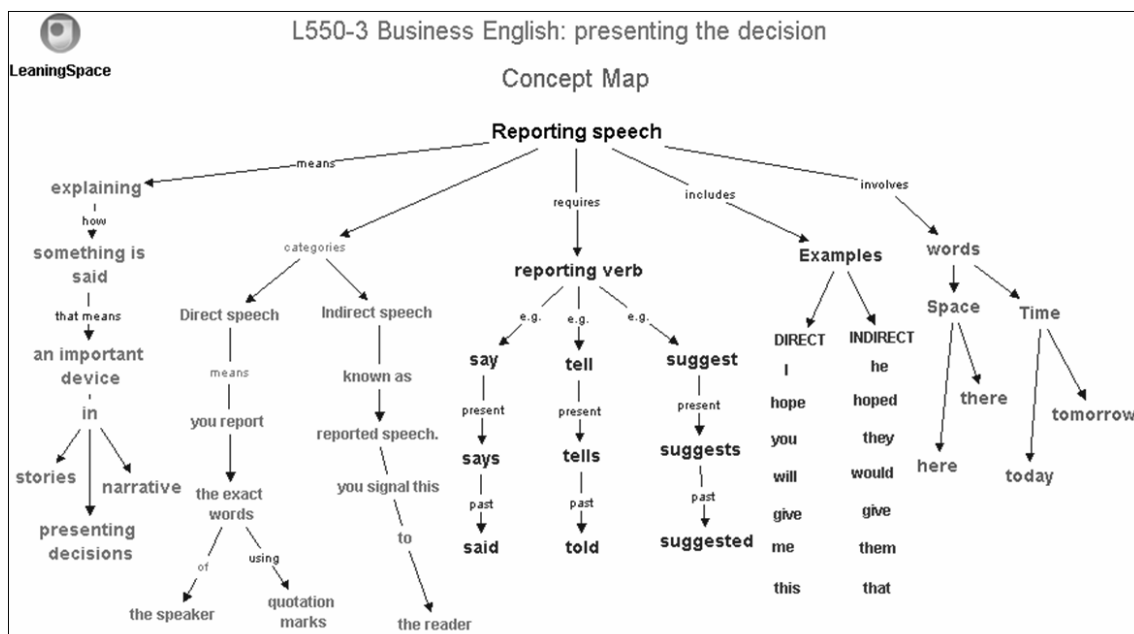 L550-3 Business English: presenting the decision
LeaningSpace
Concept Map
Reporting speech
means
explaining
how
something is
said
that means
an important
device
in
stories
narrative
presenting
decisions
categories
Direct speech
means
you report
the exact
words
of
using
the speaker
quotation
marks
Indirect speech
known as
reported speech.
you signal this
to
the reader
requires
reporting verb
e.g.
e.g.
e.g.
say
tell
suggest
present
present
present
says
tells
suggests
past
past
past
said
told
suggested
includes
Examples
DIRECT
INDIRECT
I
he
hope
hoped
you
they
will
would
give
give
me
them
this
that
involves
words
Space
Time
there
here
tomorrow
today